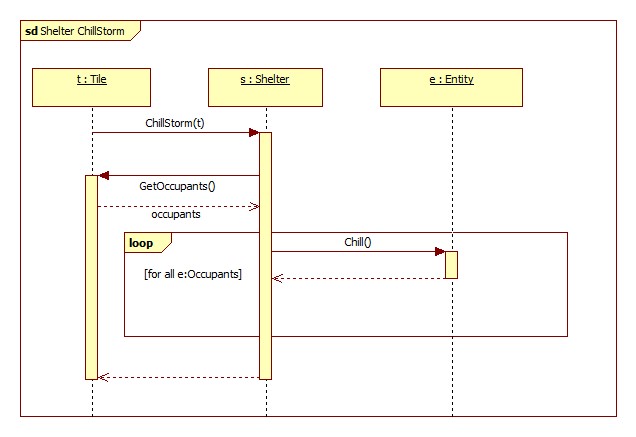 sd Shelter ChillStorm
t : Tile
s : Shelter
e : Entity
ChillStorm(t)
GetOccupants()
occupants
loop
Chill()
[for all e:Occupants]